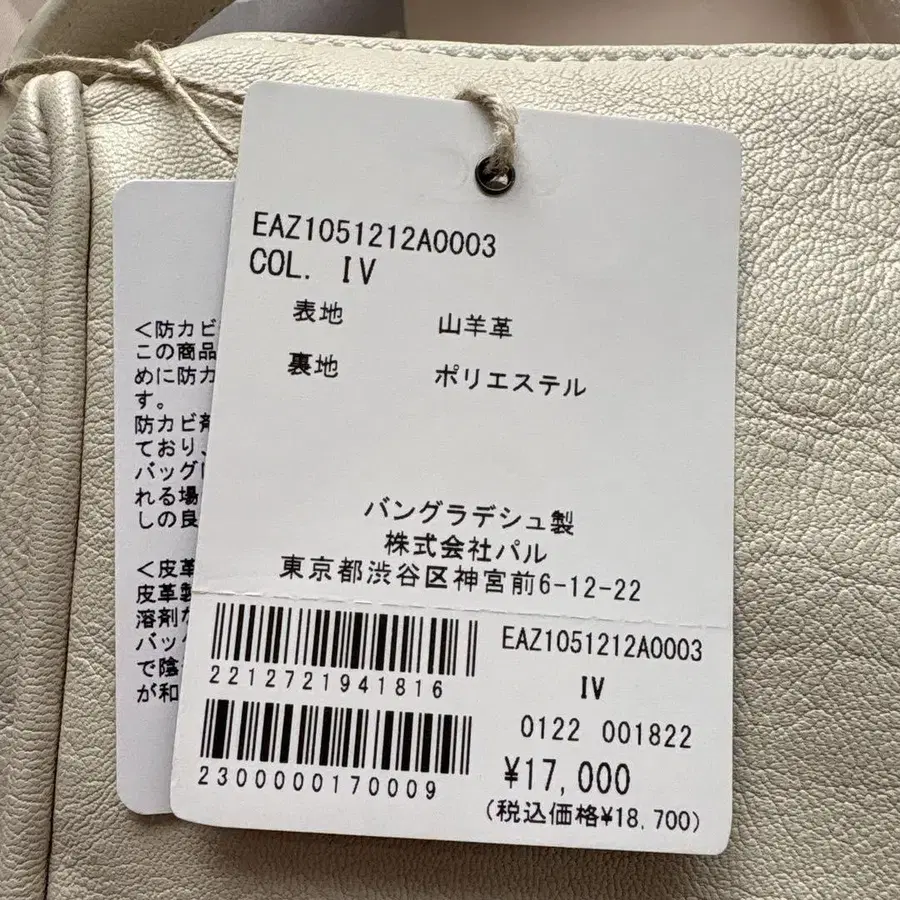 EAZ1051212A0003
COL. IV
表地 山羊革
裏地 ポリエステル
バングラデシュ製
株式会社パル
東京都渋谷区神宮前6-12-22
2212721941816
2300000170009
EAZ1051212A0003
IV
0122 001822
¥17,000
(税込価格¥18,700)
<防カビ
この商品
めに防カ
す。
防カビ剤
ており、
バッグ
れる場
しの良
<皮革
皮革製
溶剤
バッ
で陰
が和